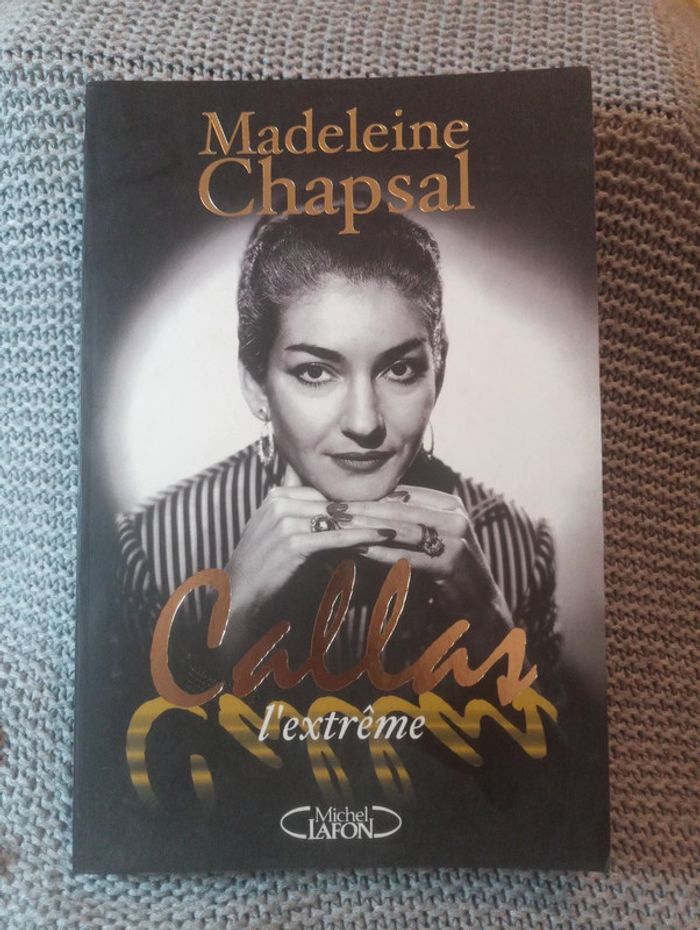 Madeleine
Chapsal
Callas
l'extrême
Michel
LAFON